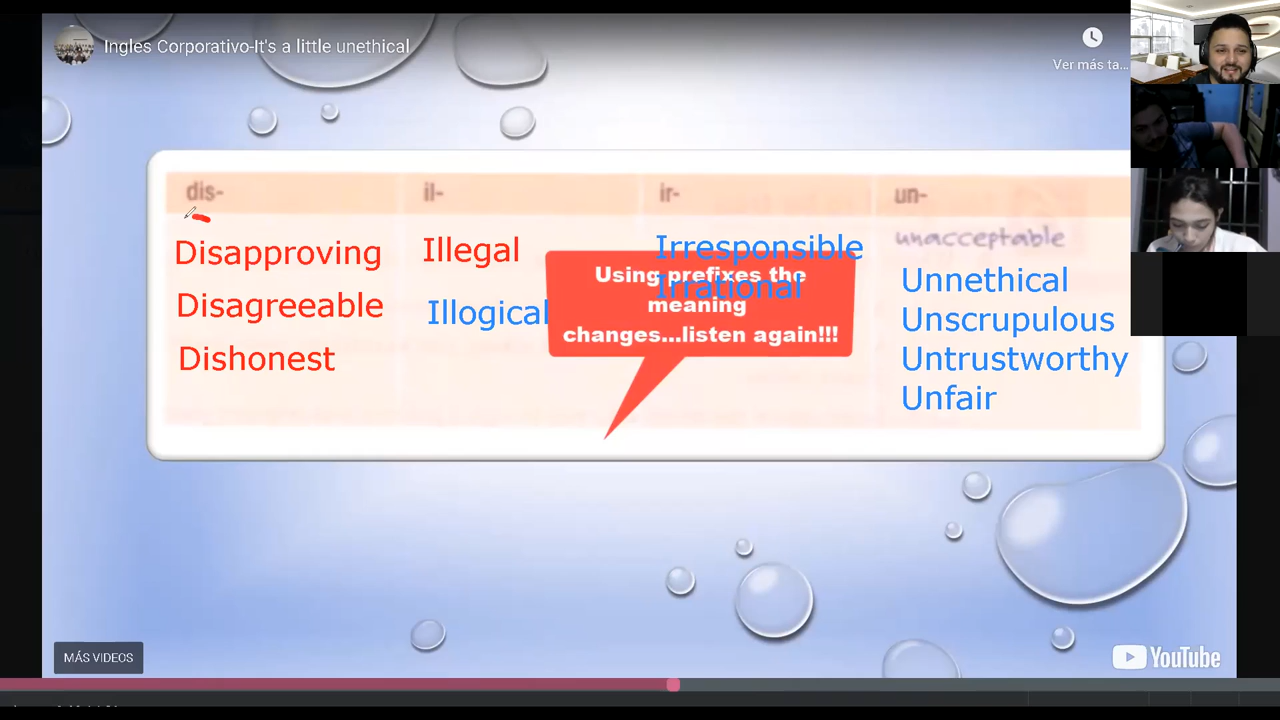 Ingles Corporativo-It's a little unethical
Ver más ta...
dis- il- ir- un-
unacceptable
Disapproving Illegal Irresponsible
Using prefixes the
Irrational
meaning
changes...listen again!!!
Disagreeable Illogical
Dishonest
Unnethical
Unscrupulous
Untrustworthy
Unfair
MÁS VIDEOS
YouTube